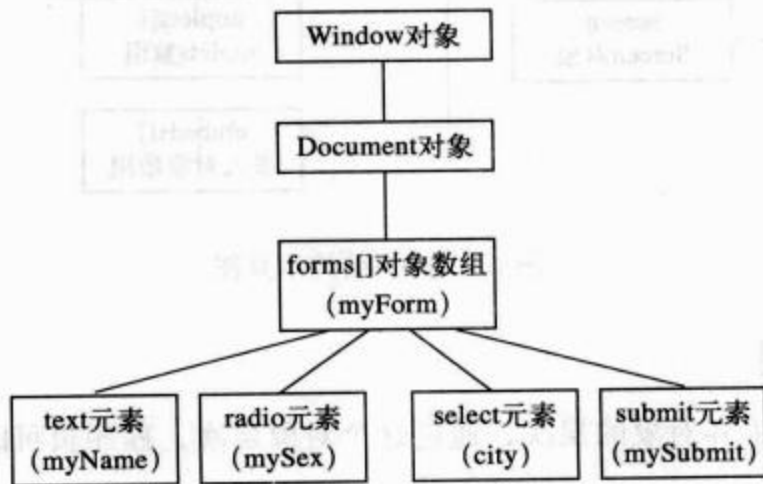 Window对象
Document对象
forms[]对象数组
(myForm)
text元素
(myName)
radio元素
(mySex)
select元素
(city)
submit元素
(mySubmit)